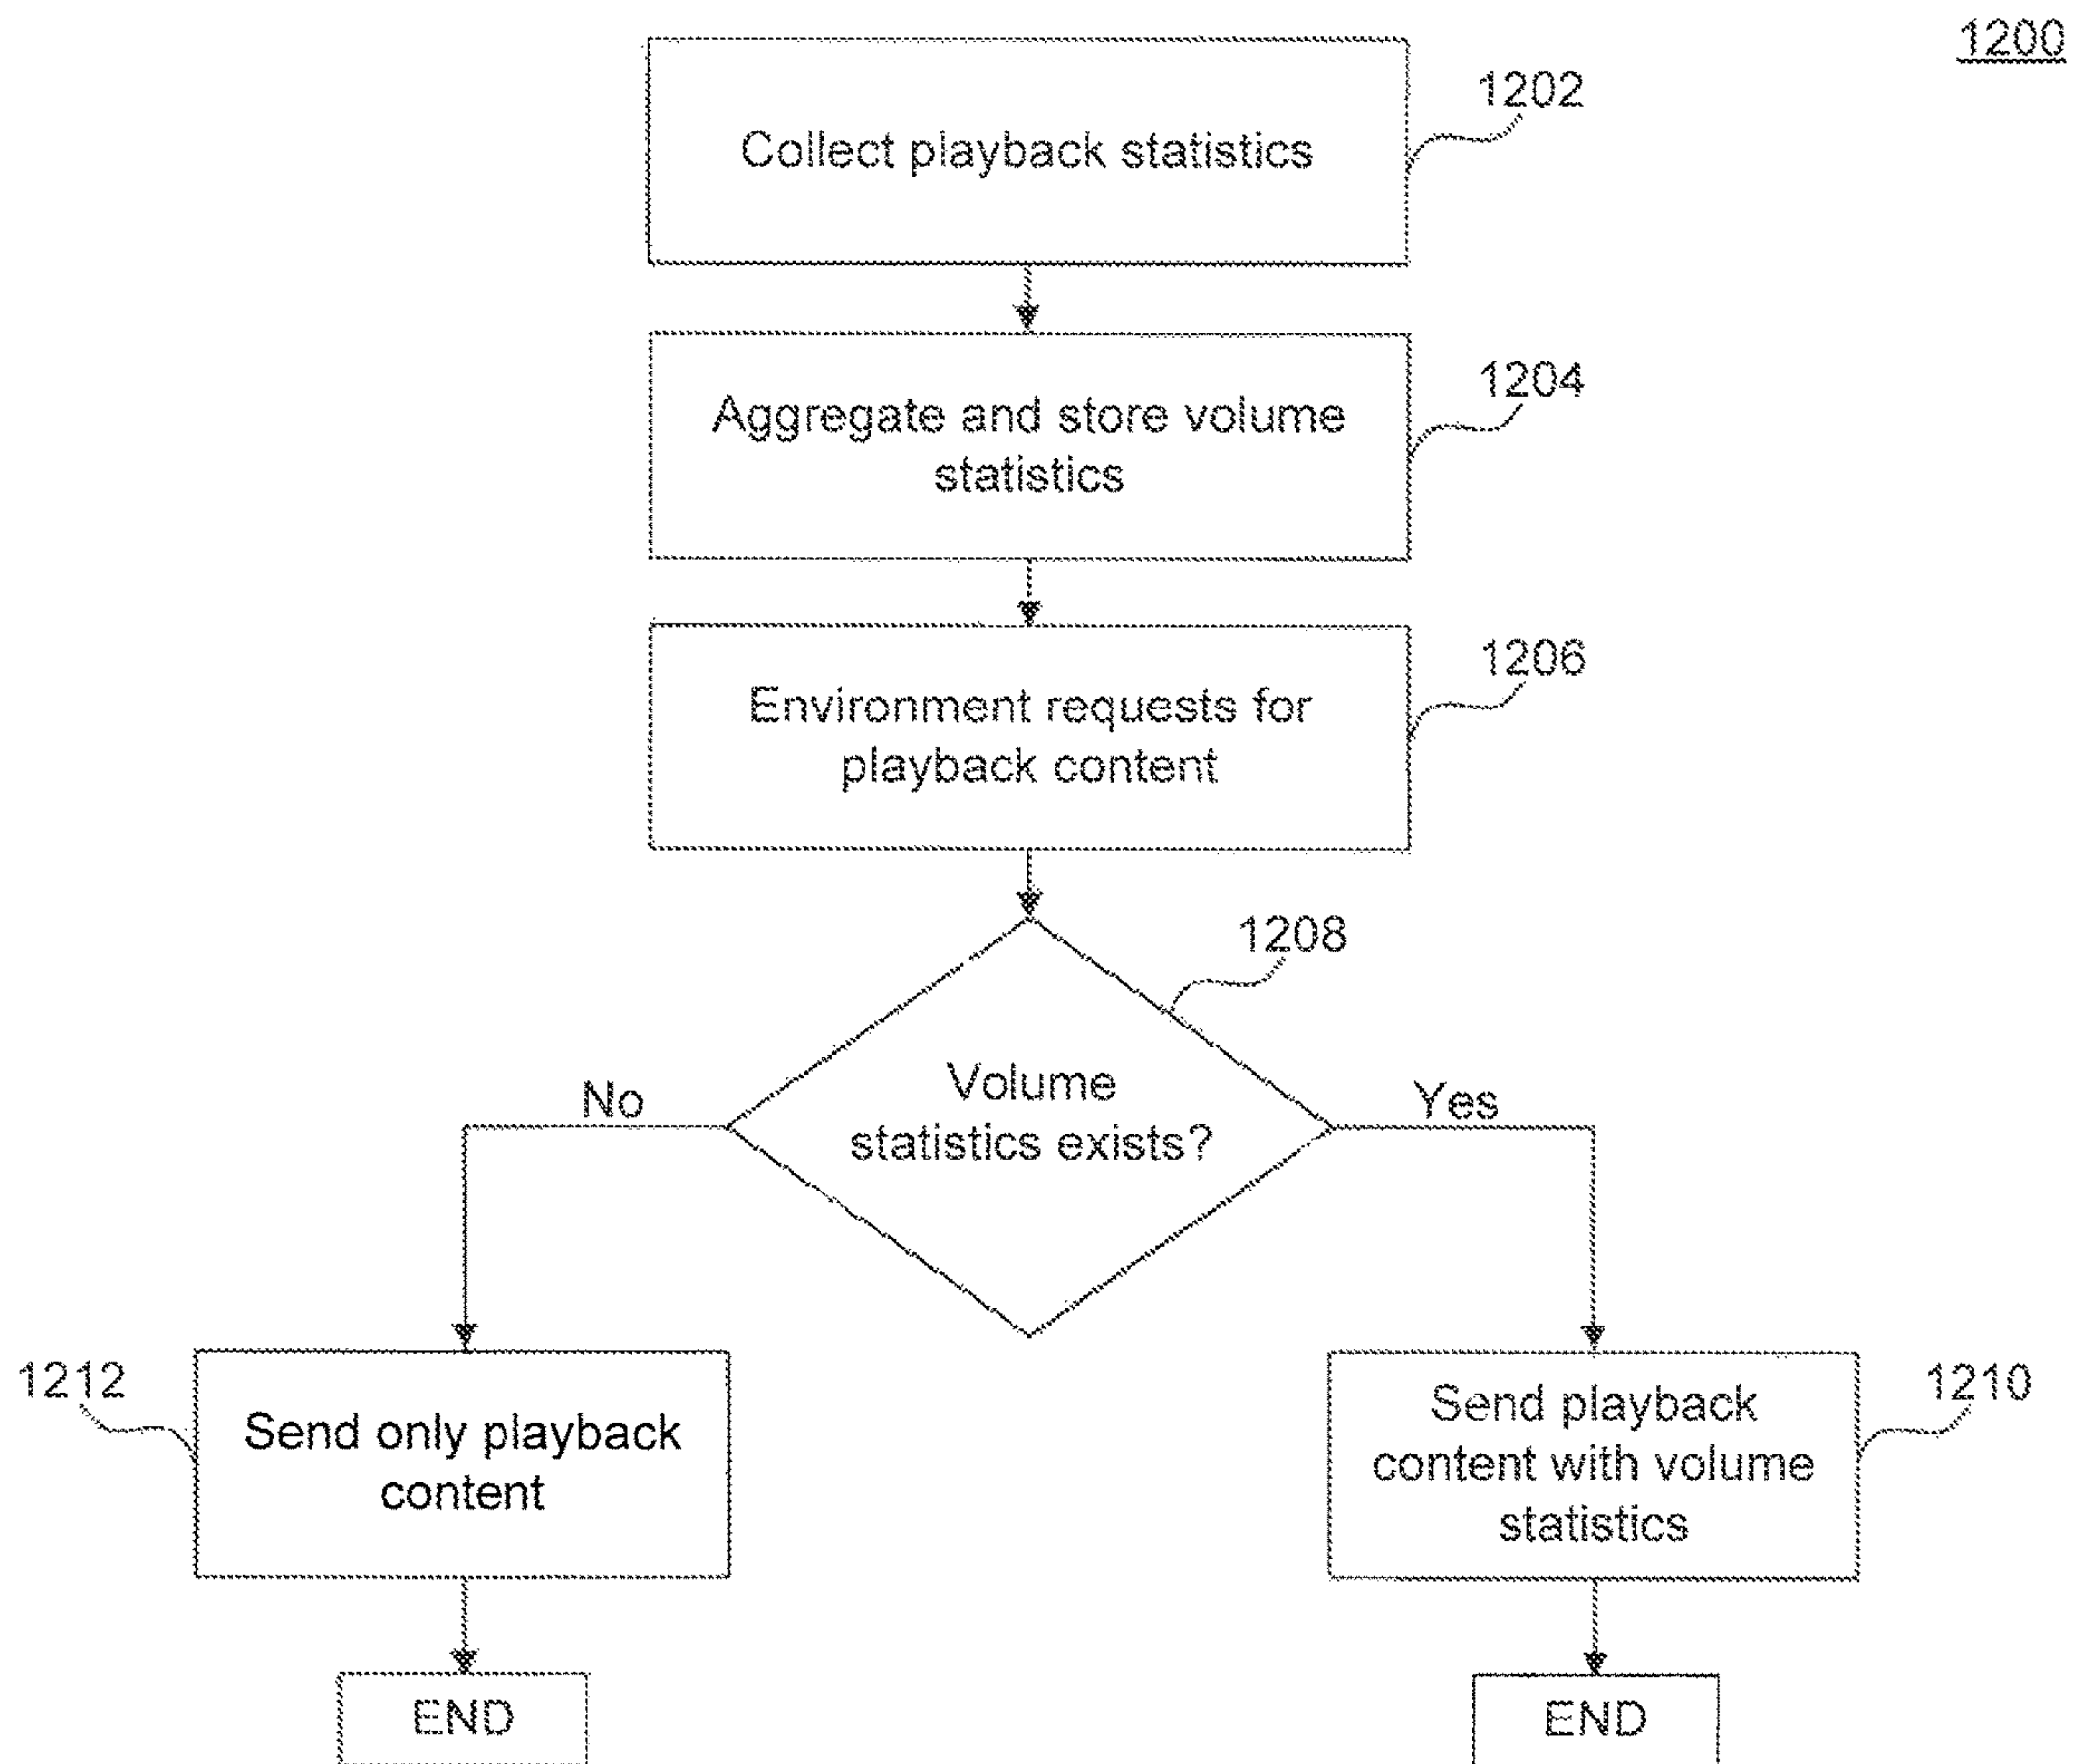 1200
1202
Collect playback statistics
1204
Aggregate and store volume
statistics
1206
Environment requests for
playback content
1208
Volume
statistics exists?
No
Yes
1212
Send only playback
content
1210
Send playback
content with volume
statistics
END
END